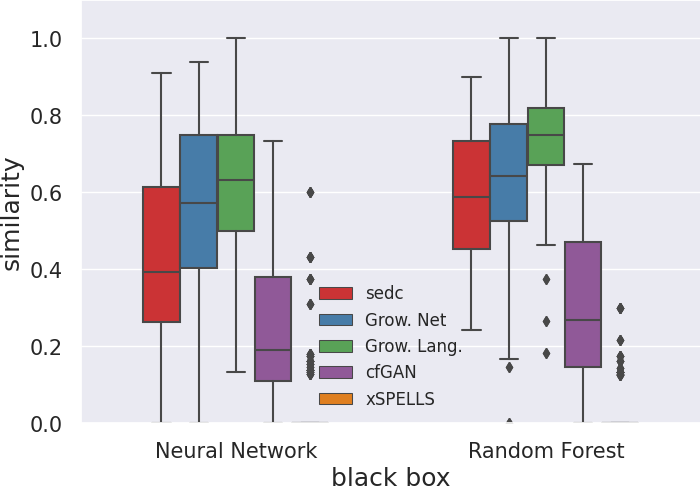 similarity
1.0
0.8
0.6
0.4
0.2
0.0
sedc
Grow. Net
Grow. Lang.
cfGAN
xSPELLS
Neural Network
Random Forest
black box